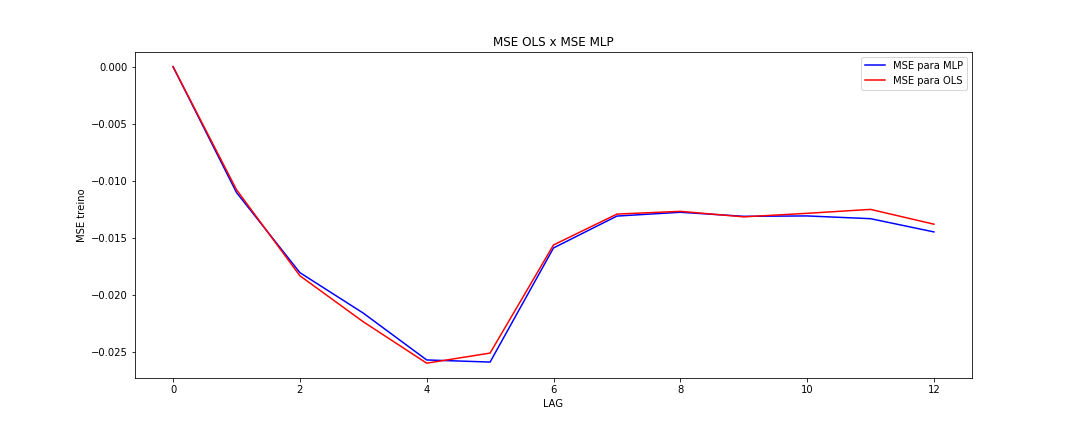 MSE OLS x MSE MLP
MSE para MLP
MSE para OLS
MSE treino
0.000
−0.005
−0.010
−0.015
−0.020
−0.025
0 2 4 6 8 10 12
LAG